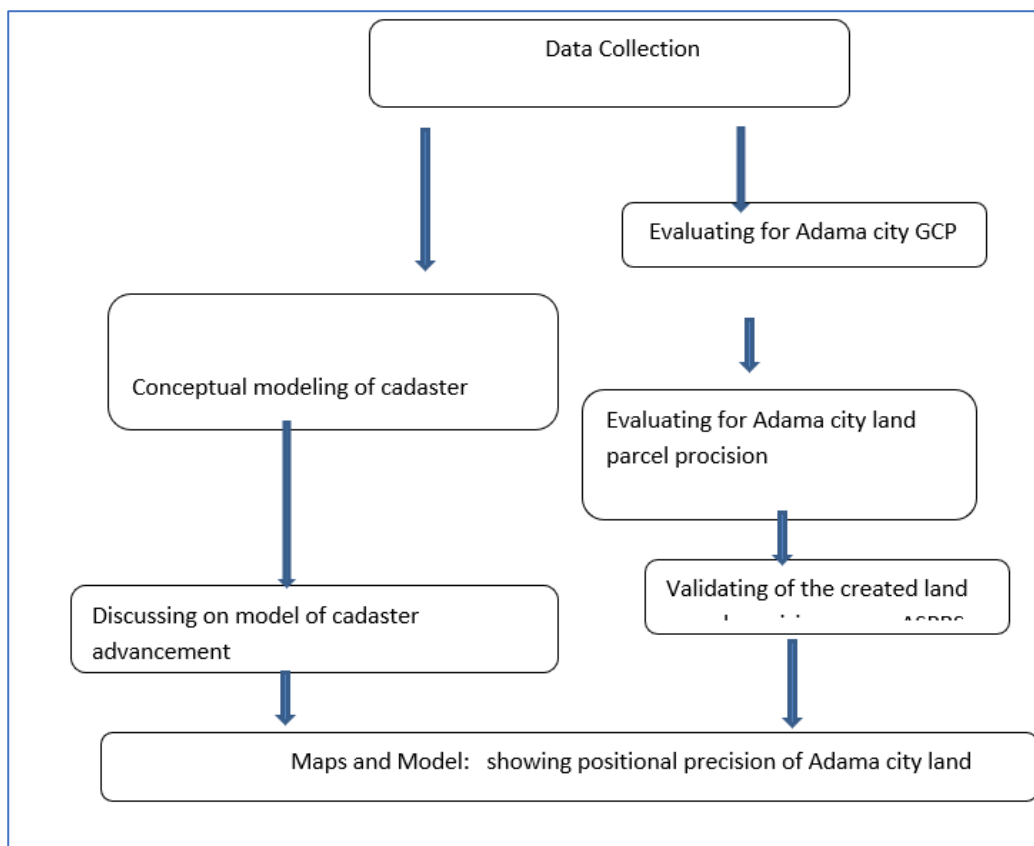 Data Collection
Evaluating for Adama city GCP
Conceptual modeling of cadaster
Evaluating for Adama city land
parcel procision
Validating of the created land
Discussing on model of cadaster
advancement
Maps and Model: showing positional precision of Adama city land